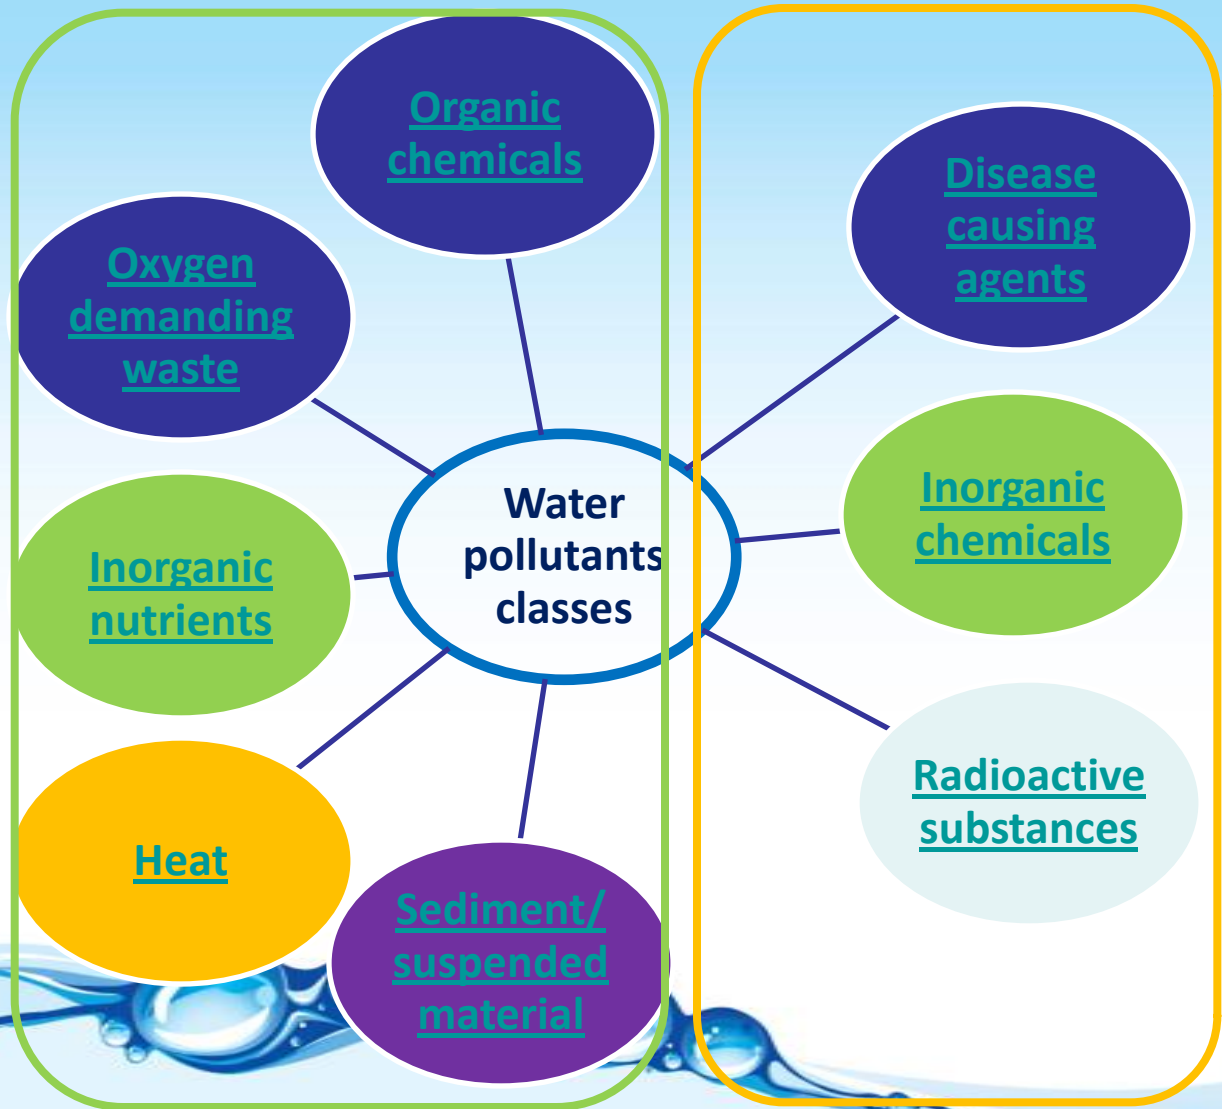 Organic
chemicals
Disease
causing
agents
Oxygen
demanding
waste
Water
pollutants
classes
Inorganic
chemicals
Inorganic
nutrients
Radioactive
substances
Heat
Sediment/
suspended
material